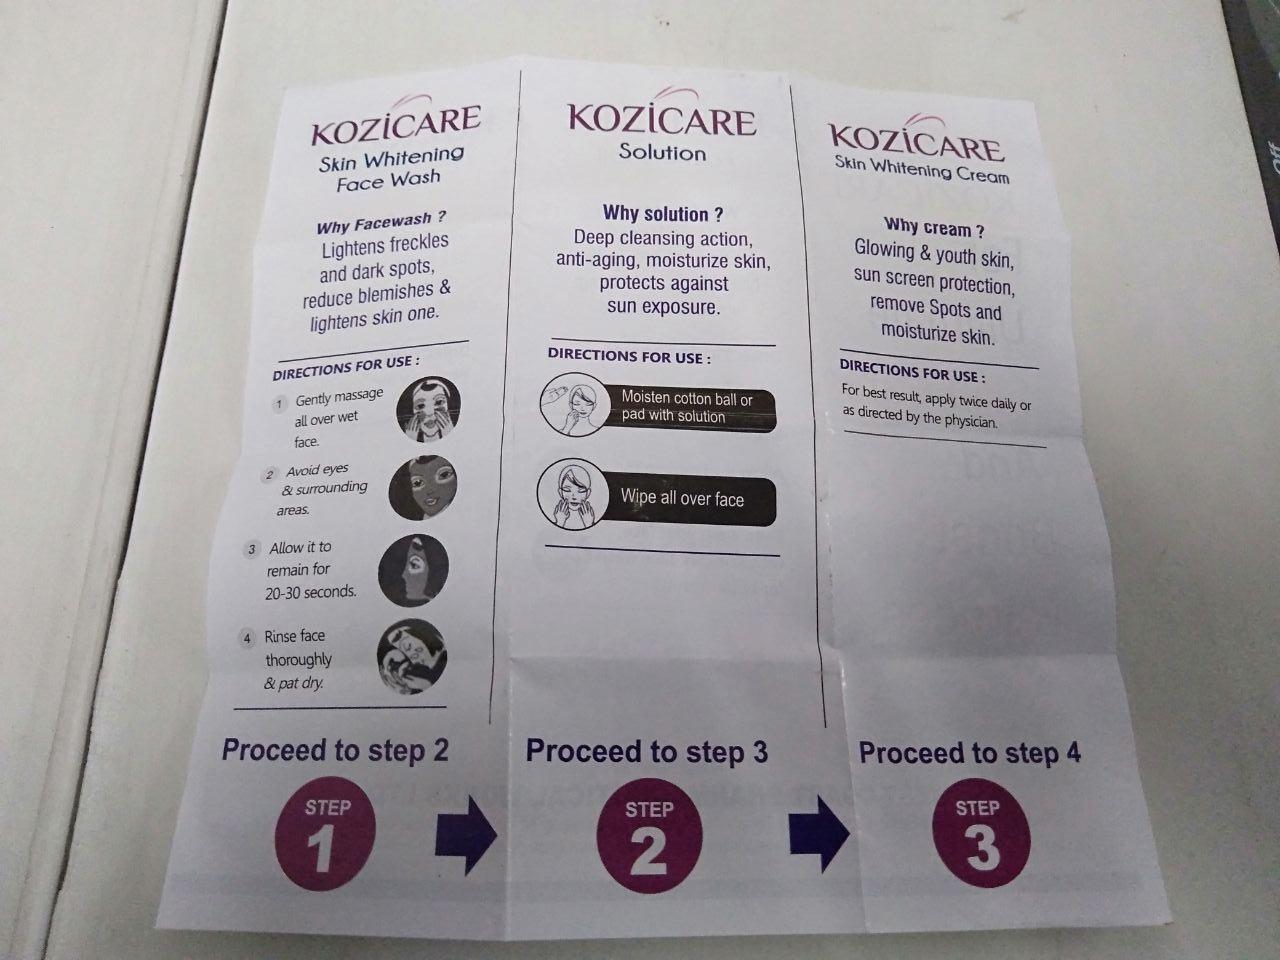 KOZICARE
Skin Whitening
Face Wash
Why Facewash ?
Lightens freckles
and dark spots,
reduce blemishes &
lightens skin one.
DIRECTIONS FOR USE :
1 Gently massage
all over wet
face.
2 Avoid eyes
& surrounding
areas.
3 Allow it to
remain for
20-30 seconds.
4 Rinse face
thoroughly
& pat dry.
Proceed to step 2
STEP
1
KOZICARE
Solution
Why solution ?
Deep cleansing action,
anti-aging, moisturize skin,
protects against
sun exposure.
DIRECTIONS FOR USE :
Moisten cotton ball or
pad with solution
Wipe all over face
Proceed to step 3
STEP
2
KOZICARE
Skin Whitening Cream
Why cream ?
Glowing & youth skin,
sun screen protection,
remove Spots and
moisturize skin.
DIRECTIONS FOR USE :
For best result, apply twice daily or
as directed by the physician.
Proceed to step 4
STEP
3